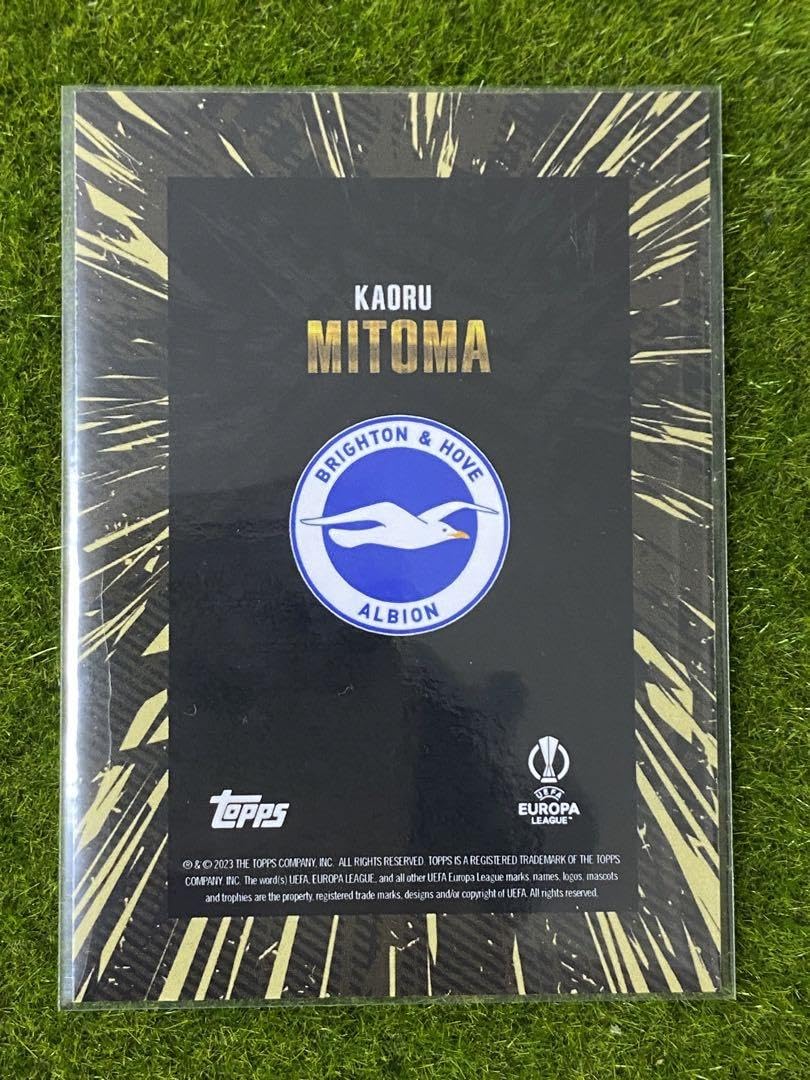 KAORU
MITOMA
BRIGHTON & HOVE
ALBION
topps
UEFA
EUROPA
LEAGUE™
® & © 2023 THE TOPPS COMPANY, INC. ALL RIGHTS RESERVED. TOPPS IS A REGISTERED TRADEMARK OF THE TOPPS
COMPANY, INC. The word(s) UEFA, EUROPA LEAGUE, and all other UEFA Europa League marks, names, logos, mascots
and trophies are the property, registered trade marks, designs and/or copyright of UEFA. All rights reserved.